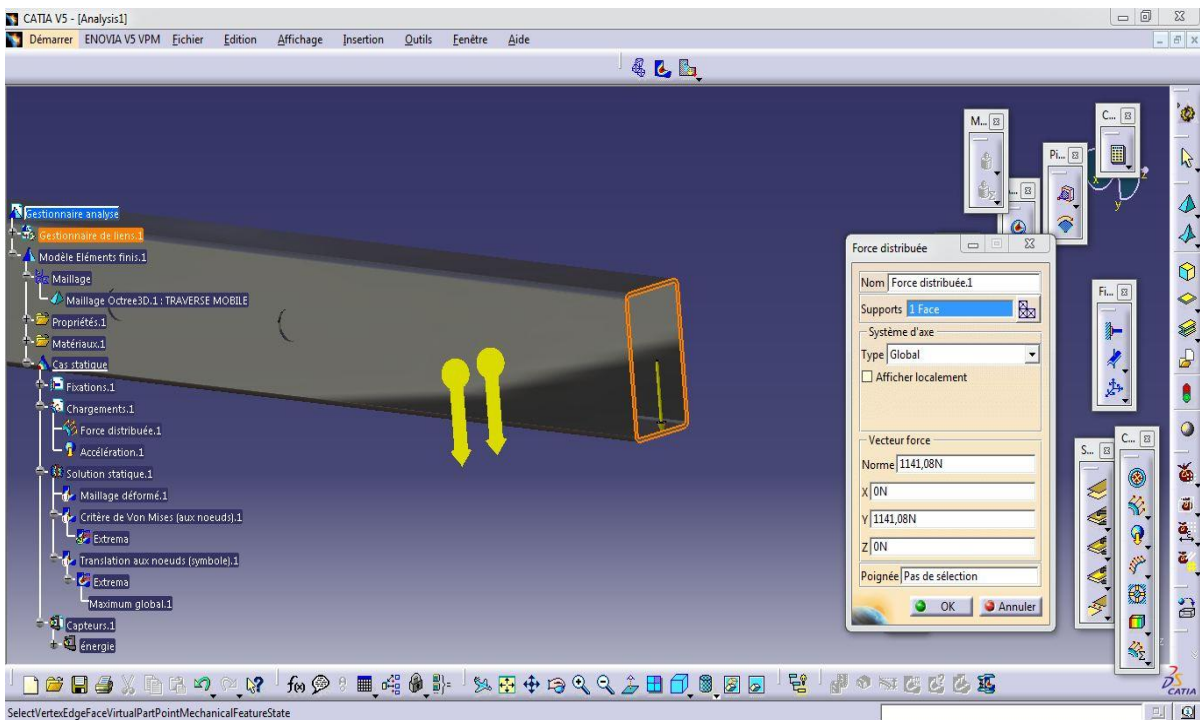 CATIA V5 - [Analysis1]
Démarrer ENOVIA V5 VPM Fichier Edition Affichage Insertion Outils Fenêtre Aide
M...
C...
Pi...
z
x
y
Gestionnaire analyse
Gestionnaire de liens.1
Modèle Eléments finis.1
Maillage
Maillage Octree3D.1 : TRAVERSE MOBILE
Propriétés.1
Matériaux.1
Cas statique
Fixations.1
Chargements.1
Force distribuée.1
Accélération.1
Solution statique.1
Maillage déformé.1
Critère de Von Mises (aux noeuds).1
Extrema
Translation aux noeuds (symbole).1
Extrema
Maximum global.1
Capteurs.1
énergie
Force distribuée
Nom Force distribuée.1
Supports 1 Face
Système d'axe
Type Global
Afficher localement
Vecteur force
Norme 1141,08N
X 0N
Y 1141,08N
Z 0N
Poignée Pas de sélection
OK Annuler
Fi...
S...
C...
f(x)
CATIA
SelectVertexEdgeFaceVirtualPartPointMechanicalFeatureState